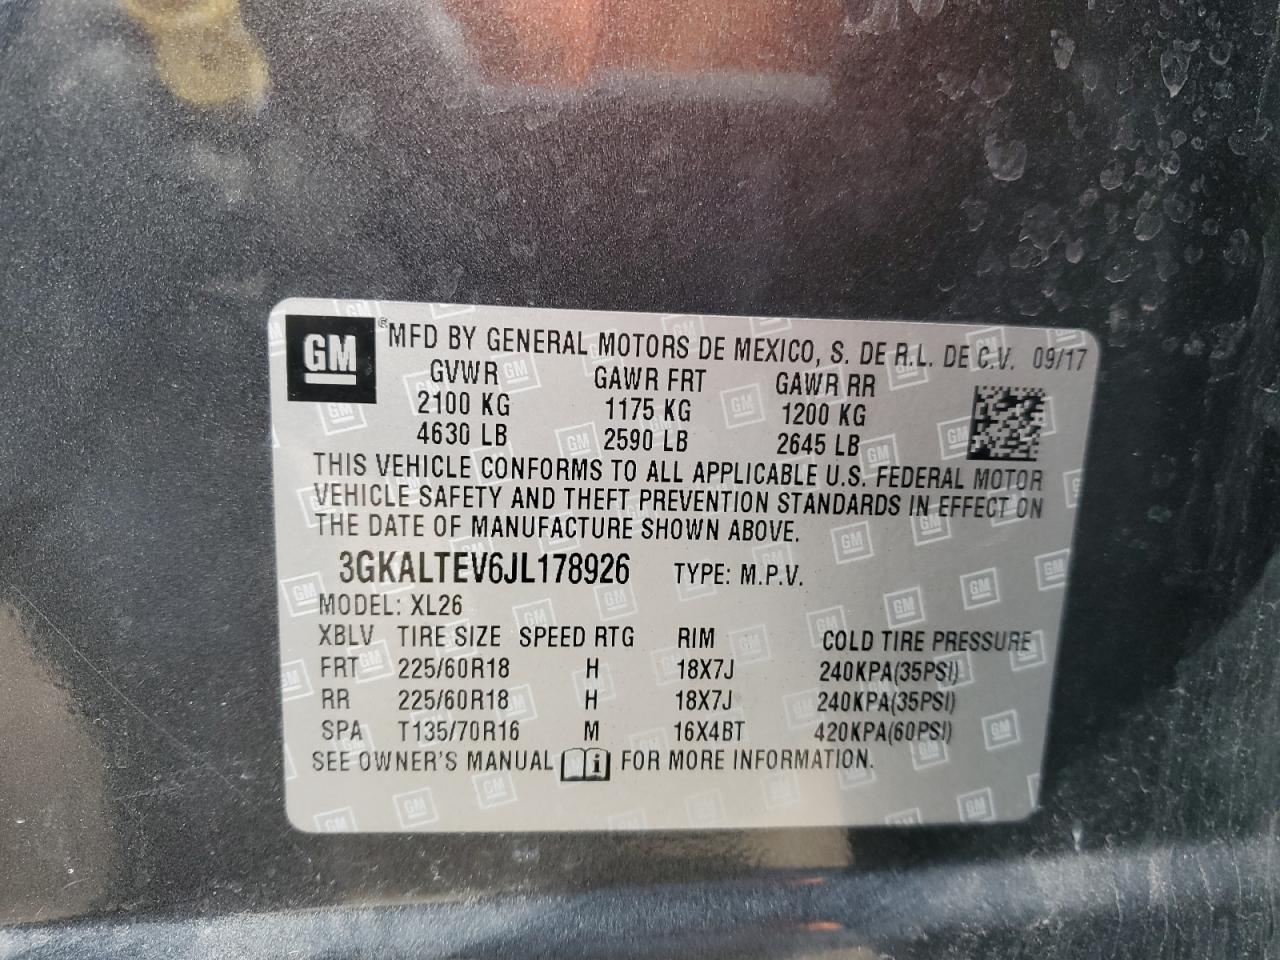 GM ® MFD BY GENERAL MOTORS DE MEXICO, S. DE R.L. DE C.V. 09/17
GVWR GAWR FRT GAWR RR
2100 KG 1175 KG 1200 KG
4630 LB 2590 LB 2645 LB
THIS VEHICLE CONFORMS TO ALL APPLICABLE U.S. FEDERAL MOTOR
VEHICLE SAFETY AND THEFT PREVENTION STANDARDS IN EFFECT ON
THE DATE OF MANUFACTURE SHOWN ABOVE.
3GKALTEV6JL178926 TYPE: M.P.V.
MODEL: XL26
XBLV TIRE SIZE SPEED RTG RIM COLD TIRE PRESSURE
FRT 225/60R18 H 18X7J 240KPA(35PSI)
RR 225/60R18 H 18X7J 240KPA(35PSI)
SPA T135/70R16 M 16X4BT 420KPA(60PSI)
SEE OWNER'S MANUAL i FOR MORE INFORMATION.